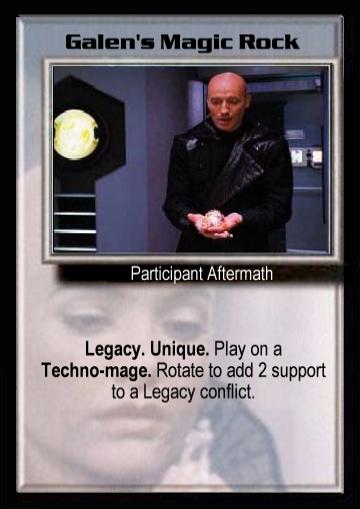 Galen's Magic Rock
Participant Aftermath
Legacy. Unique. Play on a
Techno-mage. Rotate to add 2 support
to a Legacy conflict.